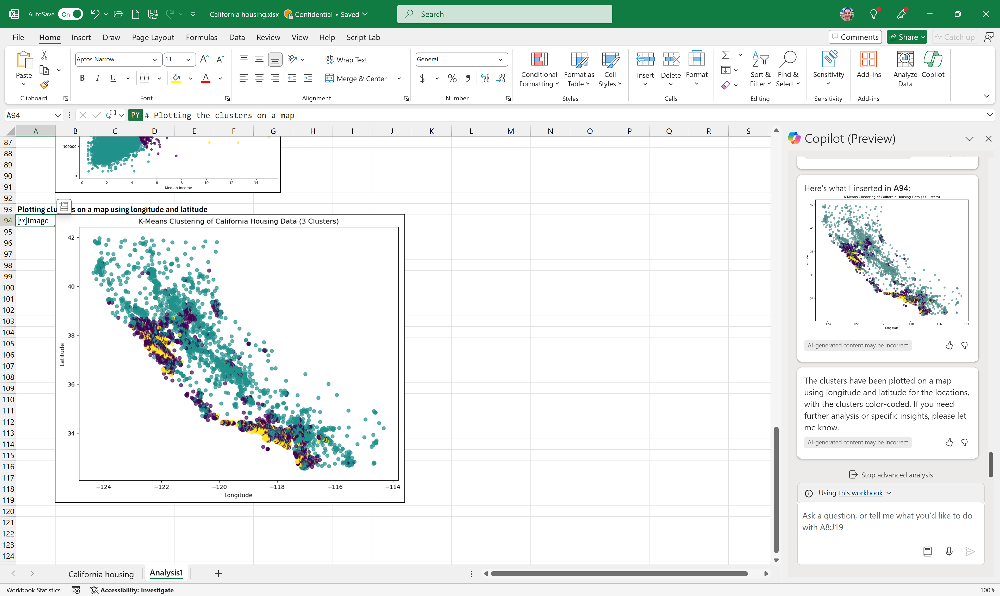 AutoSave On California housing.xlsx Confidential • Saved Search
File Home Insert Draw Page Layout Formulas Data Review View Help Script Lab Comments Share Catch up
Paste
Clipboard
Aptos Narrow 11
B I U
Font
Wrap Text
Merge & Center
Alignment
General
$ % 9
Number
Conditional Formatting
Format as Table
Cell Styles
Styles
Insert
Delete
Format
Cells
Sort & Filter
Find & Select
Editing
Sensitivity
Sensitivity
Add-ins
Add-ins
Analyze Data
Copilot
A94 PY # Plotting the clusters on a map
A B C D E F G H I J K L M N O P Q R S
87
88
89
90
91
92
93 Plotting clu s on a map using longitude and latitude
94 [PY]Image
95
96
97
98
99
100
101
102
103
104
105
106
107
108
109
110
111
112
113
114
115
116
117
118
119
120
121
122
123
124
100000
0
0 2 4 6 8 10 12 14
Median Income
K-Means Clustering of California Housing Data (3 Clusters)
42
40
38
36
34
Latitude
−124 −122 −120 −118 −116 −114
Longitude
Copilot (Preview)
Here's what I inserted in A94:
K-Means Clustering of California Housing Data (3 Clusters)
42
40
38
36
34
Latitude
−124 −122 −120 −118 −116 −114
Longitude
AI-generated content may be incorrect
The clusters have been plotted on a map
using longitude and latitude for the locations,
with the clusters color-coded. If you need
further analysis or specific insights, please let
me know.
AI-generated content may be incorrect
Stop advanced analysis
Using this workbook
Ask a question, or tell me what you'd like to do
with A8:J19
California housing Analysis1
Workbook Statistics Accessibility: Investigate 100%